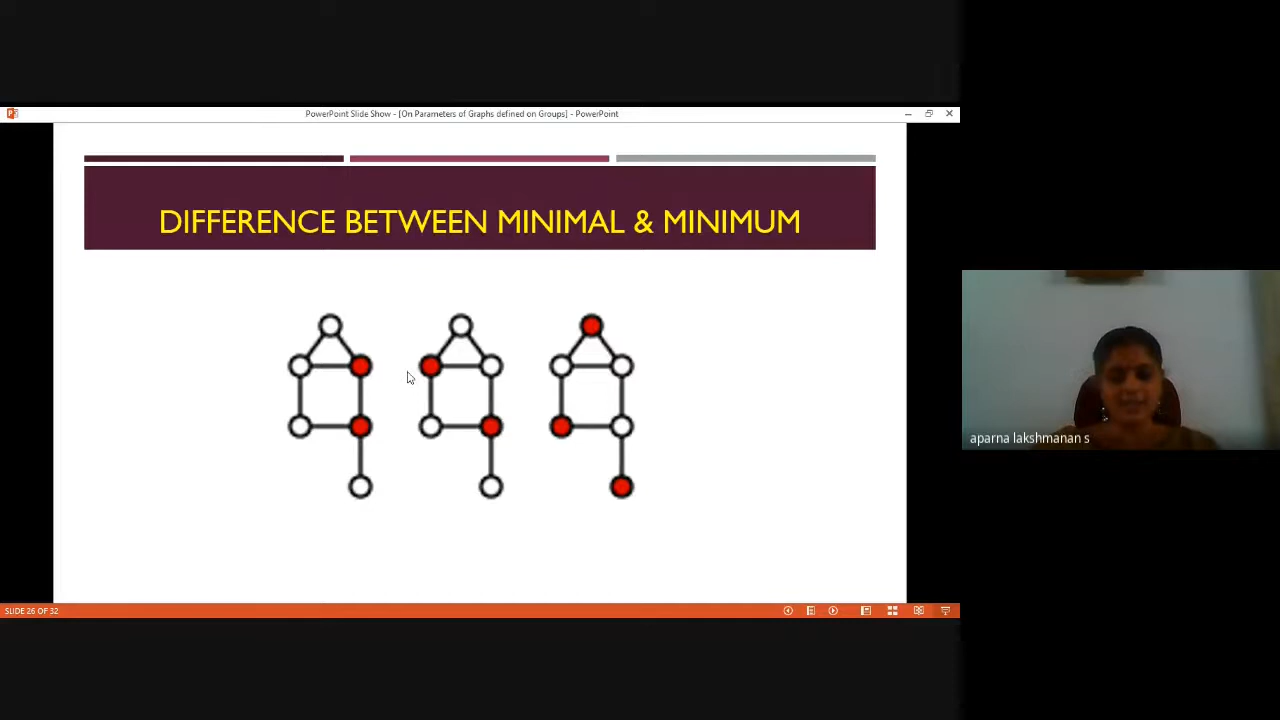 PowerPoint Slide Show - [On Parameters of Graphs defined on Groups] - PowerPoint
DIFFERENCE BETWEEN MINIMAL & MINIMUM
aparna lakshmanan s
SLIDE 26 OF 32